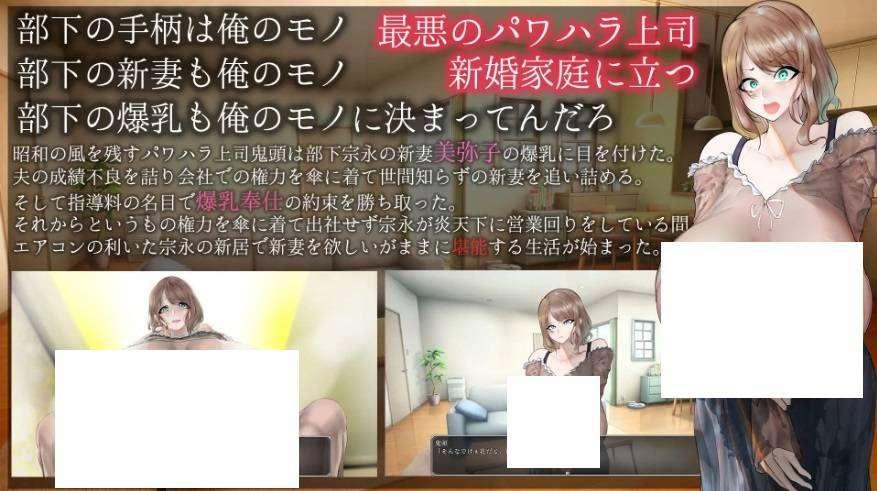 部下の手柄は俺のモノ
部下の新妻も俺のモノ
部下の爆乳も俺のモノに決まってんだろ
最悪のパワハラ上司
新婚家庭に立つ
昭和の風を残すパワハラ上司鬼頭は部下宗永の新妻美弥子の爆乳に目を付けた。
夫の成績不良を詰り会社での権力を傘に着て世間知らずの新妻を追い詰める。
そして指導料の名目で爆乳奉仕の約束を勝ち取った。
それからというもの権力を傘に着て出社せず宗永が炎天下に営業回りをしている間
エアコンの利いた宗永の新居で新妻を欲しいがままに堪能する生活が始まった。